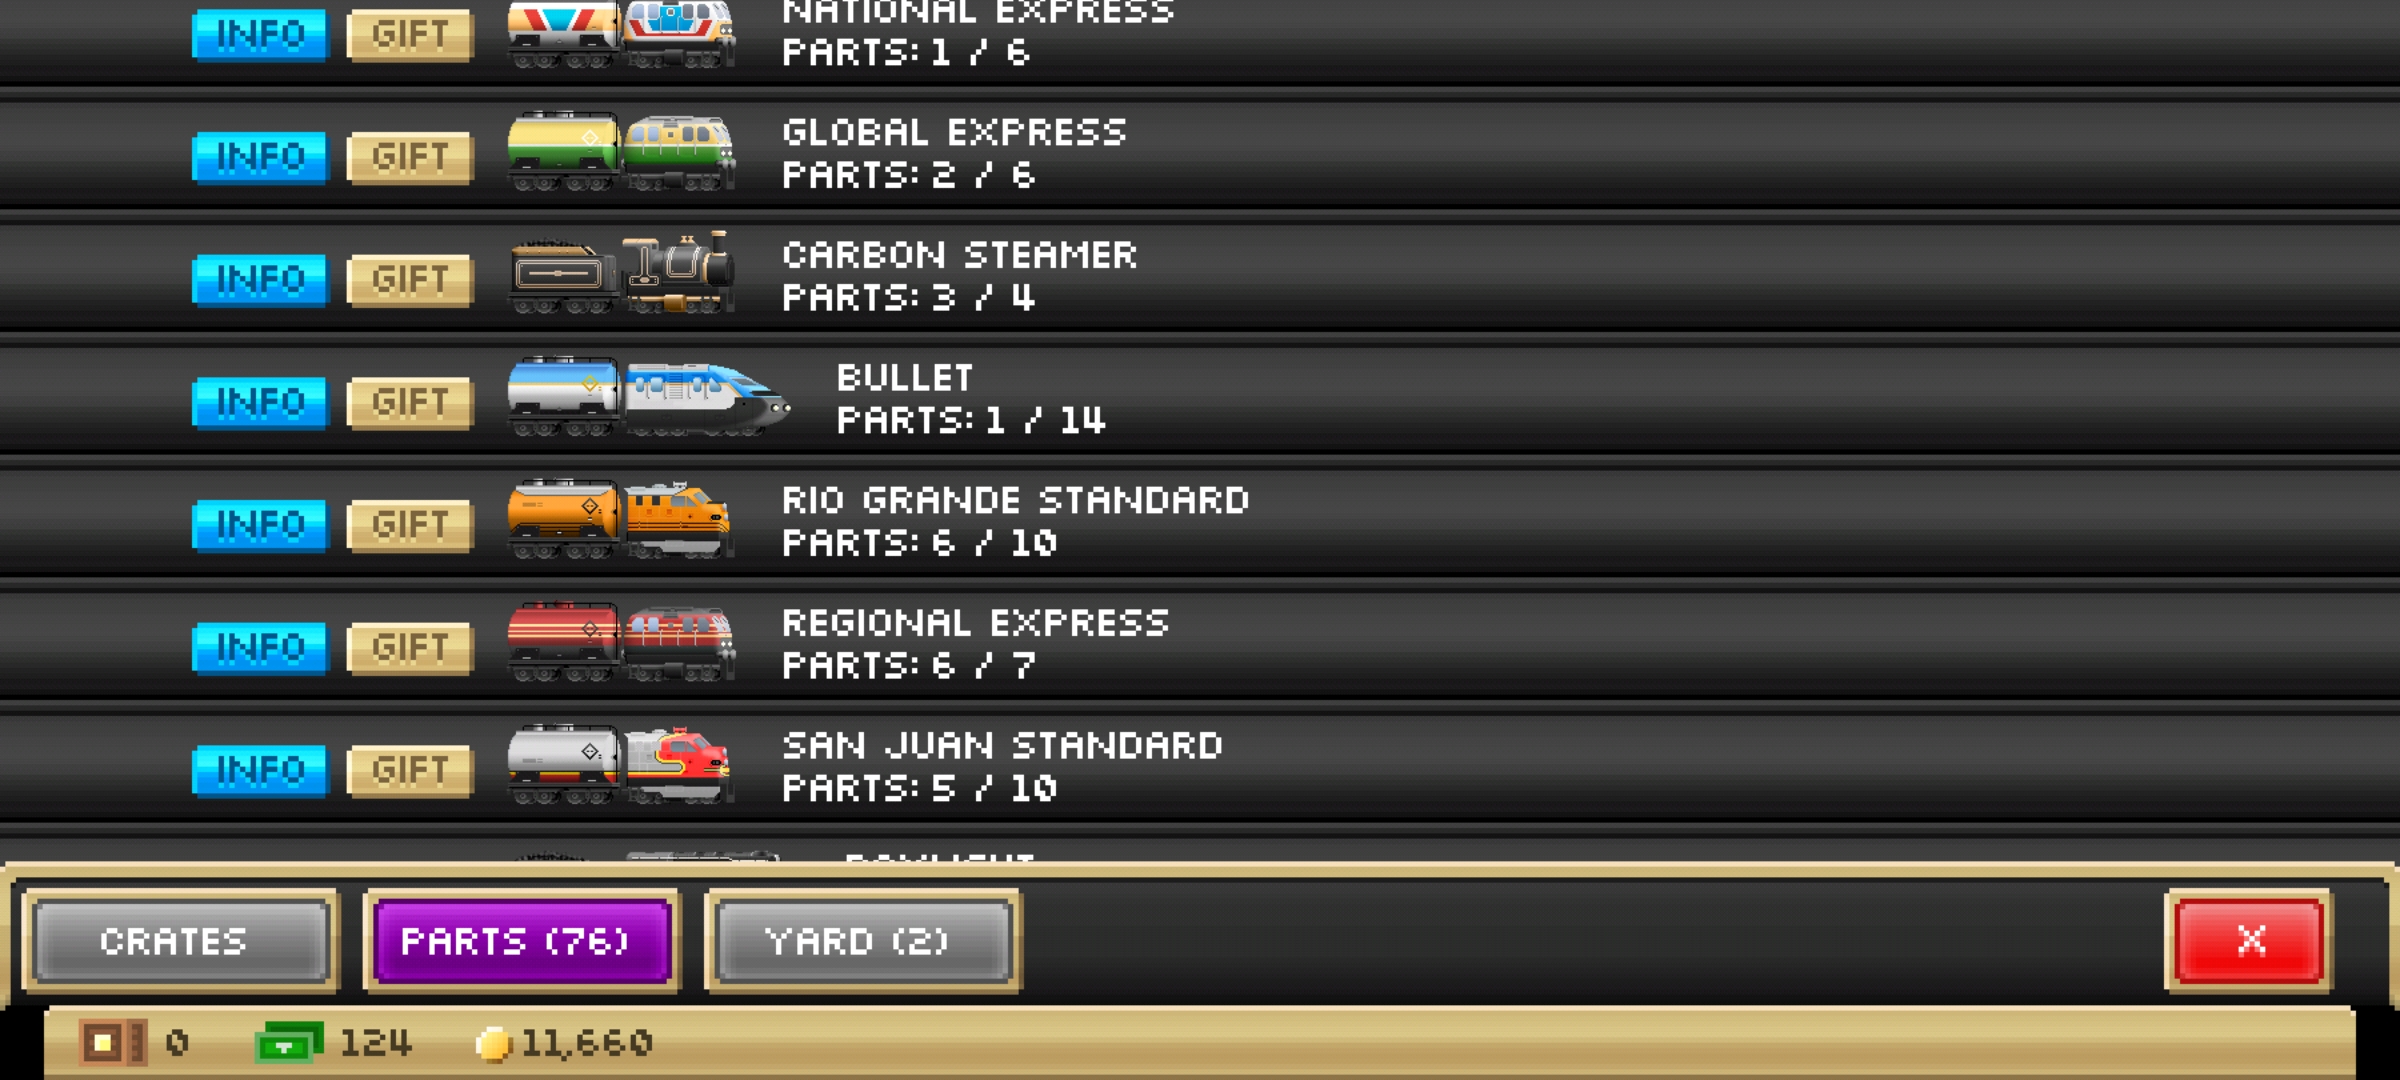 NATIONAL EXPRESS
INFO GIFT PARTS: 1 / 6
GLOBAL EXPRESS
INFO GIFT PARTS: 2 / 6
CARBON STEAMER
INFO GIFT PARTS: 3 / 4
BULLET
INFO GIFT PARTS: 1 / 14
RIO GRANDE STANDARD
INFO GIFT PARTS: 6 / 10
REGIONAL EXPRESS
INFO GIFT PARTS: 6 / 7
SAN JUAN STANDARD
INFO GIFT PARTS: 5 / 10
CRATES PARTS (76) YARD (2) X
0 124 11,660